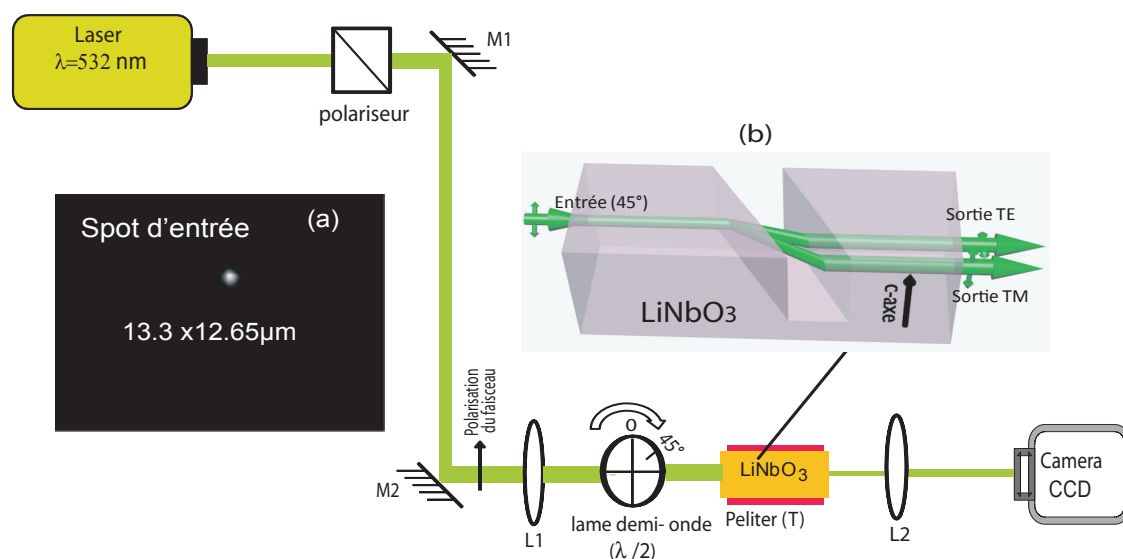 Laser
λ=532 nm
polariseur
M1
(b)
Entrée (45°)
Sortie TE
Sortie TM
c-axe
LiNbO3
Spot d'entrée
(a)
13.3 x12.65µm
Polarisation
du faisceau
M2
L1
0
45°
lame demi- onde
(λ /2)
LiNbO3
Peliter (T)
L2
Camera
CCD